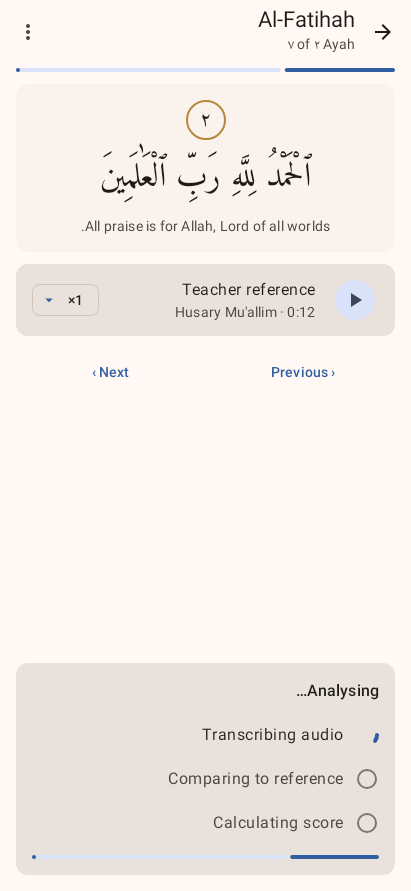 Al-Fatihah
Ayah ٢ of ٧
٢
ٱلْحَمْدُ لِلَّهِ رَبِّ ٱلْعَٰلَمِينَ
All praise is for Allah, Lord of all worlds.
Teacher reference
Husary Mu'allim · 0:12
×1
Previous ›
‹ Next
Analysing…
Transcribing audio
Comparing to reference
Calculating score